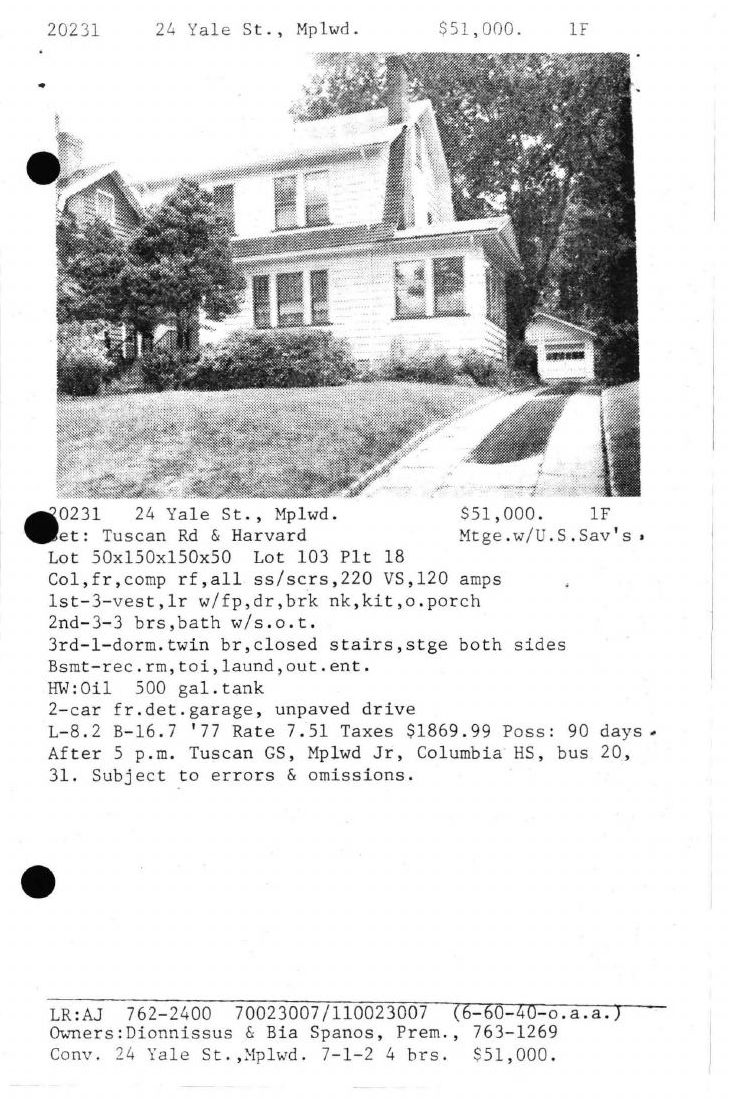 20231 24 Yale St., Mplwd. $51,000. 1F
20231 24 Yale St., Mplwd. $51,000. 1F
et: Tuscan Rd & Harvard Mtge.w/U.S.Sav's.
Lot 50x150x150x50 Lot 103 Plt 18
Col,fr,comp rf,all ss/scrs,220 VS,120 amps
1st-3-vest,lr w/fp,dr,brk nk,kit,o.porch
2nd-3-3 brs,bath w/s.o.t.
3rd-1-dorm.twin br,closed stairs,stge both sides
Bsmt-rec.rm,toi,laund,out.ent.
HW:Oil 500 gal.tank
2-car fr.det.garage, unpaved drive
L-8.2 B-16.7 '77 Rate 7.51 Taxes $1869.99 Poss: 90 days.
After 5 p.m. Tuscan GS, Mplwd Jr, Columbia HS, bus 20,
31. Subject to errors & omissions.
LR:AJ 762-2400 70023007/110023007 (6-60-40-o.a.a.)
Owners:Dionnissus & Bia Spanos, Prem., 763-1269
Conv. 24 Yale St.,Mplwd. 7-1-2 4 brs. $51,000.